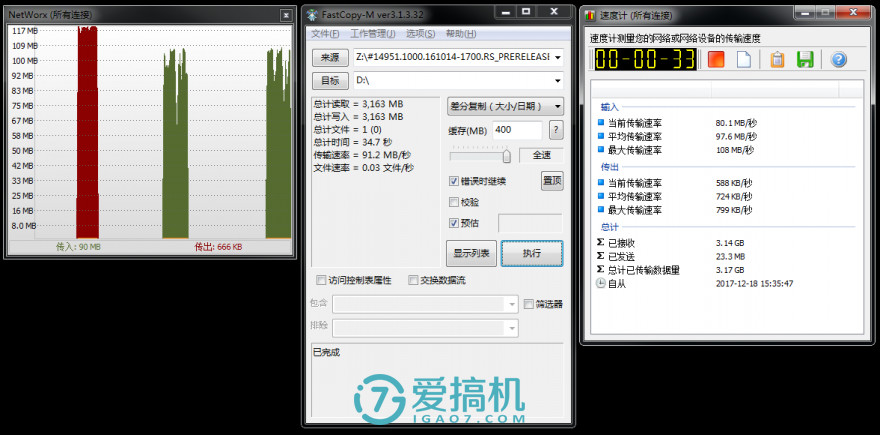 NetWorx (所有连接)
117 MB
109 MB
100 MB
92 MB
83 MB
75 MB
67 MB
58 MB
50 MB
42 MB
33 MB
25 MB
16 MB
8.0 MB
传入: 90 MB
传出: 666 KB
FastCopy-M ver3.1.3.32
文件(F) 工作管理(J) 选项(S) 帮助(H)
来源 Z:\#14951.1000.161014-1700.RS_PRERELEASE
目标 D:\
总计读取 = 3,163 MB
总计写入 = 3,163 MB
总计文件 = 1 (0)
总计时间 = 34.7 秒
传输速率 = 91.2 MB/秒
文件速率 = 0.03 文件/秒
差分复制（大小/日期）
缓存(MB) 400 ?
全速
错误时继续 置顶
校验
预估
显示列表 执行
访问控制表属性 交换数据流
包含 筛选器
排除
已完成
爱搞机
IGAO7.COM
速度计 (所有连接)
速度计测量您的网络或网络设备的传输速度
00-00-33
输入
当前传输速率 80.1 MB/秒
平均传输速率 97.6 MB/秒
最大传输速率 108 MB/秒
传出
当前传输速率 588 KB/秒
平均传输速率 724 KB/秒
最大传输速率 799 KB/秒
总计
Σ 已接收 3.14 GB
Σ 已发送 23.3 MB
Σ 总计已传输数据量 3.17 GB
自从 2017-12-18 15:35:47